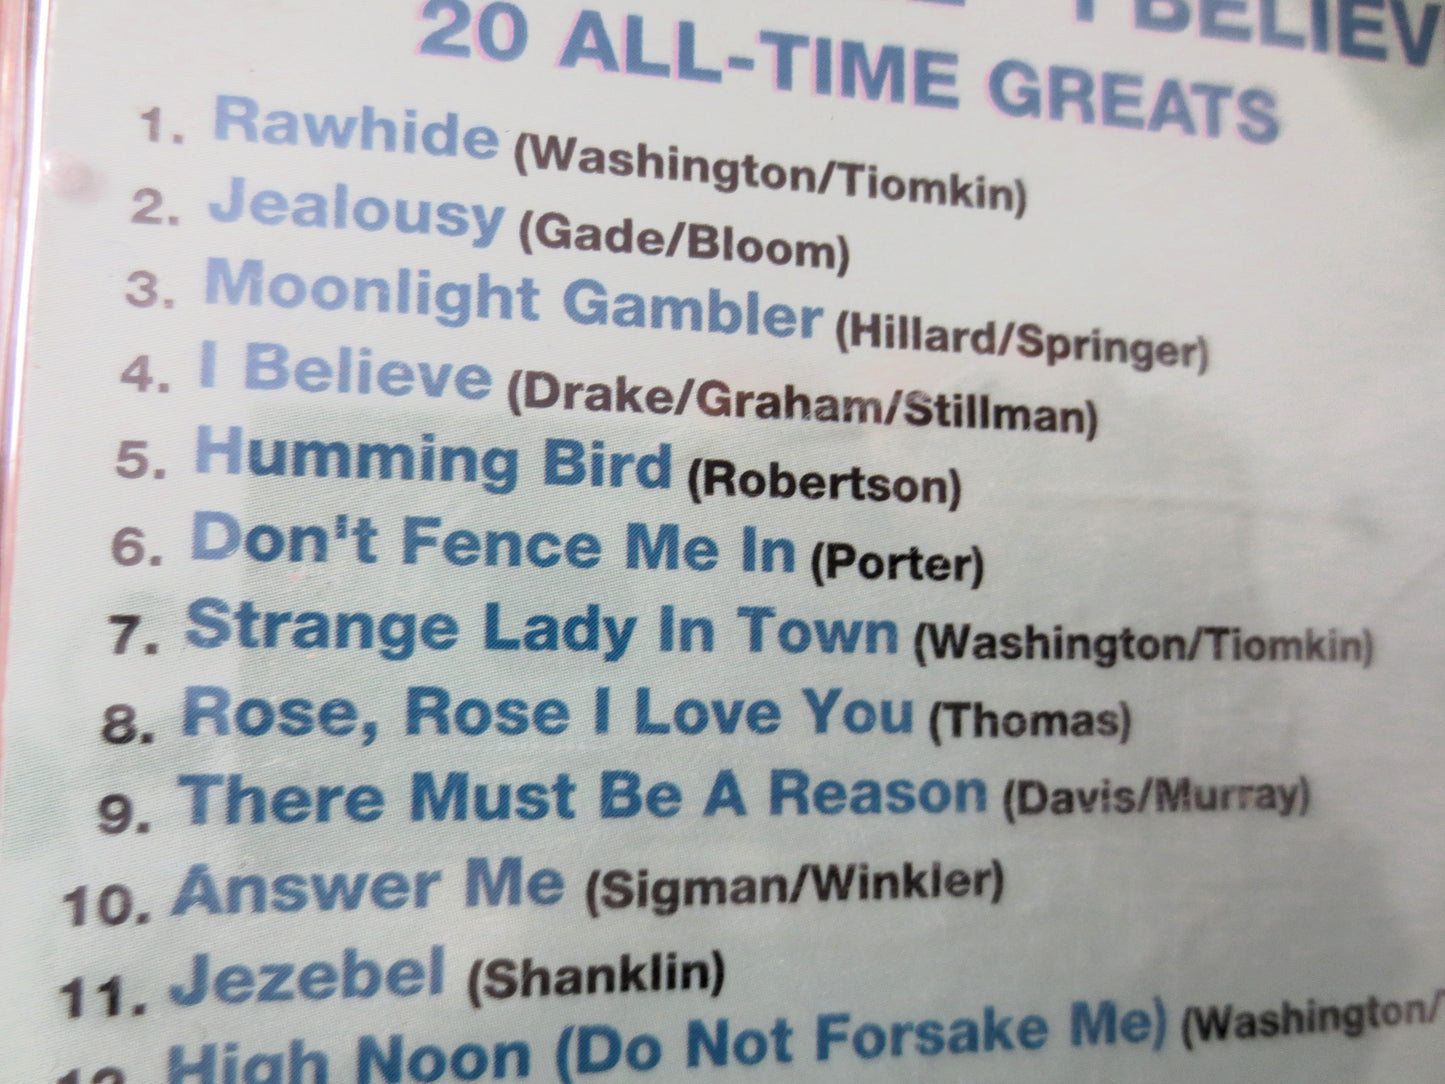 I BELIEV
20 ALL-TIME GREATS
1. Rawhide (Washington/Tiomkin)
2. Jealousy (Gade/Bloom)
3. Moonlight Gambler (Hillard/Springer)
4. I Believe (Drake/Graham/Stillman)
5. Humming Bird (Robertson)
6. Don't Fence Me In (Porter)
7. Strange Lady In Town (Washington/Tiomkin)
8. Rose, Rose I Love You (Thomas)
9. There Must Be A Reason (Davis/Murray)
10. Answer Me (Sigman/Winkler)
11. Jezebel (Shanklin)
12. High Noon (Do Not Forsake Me) (Washington/